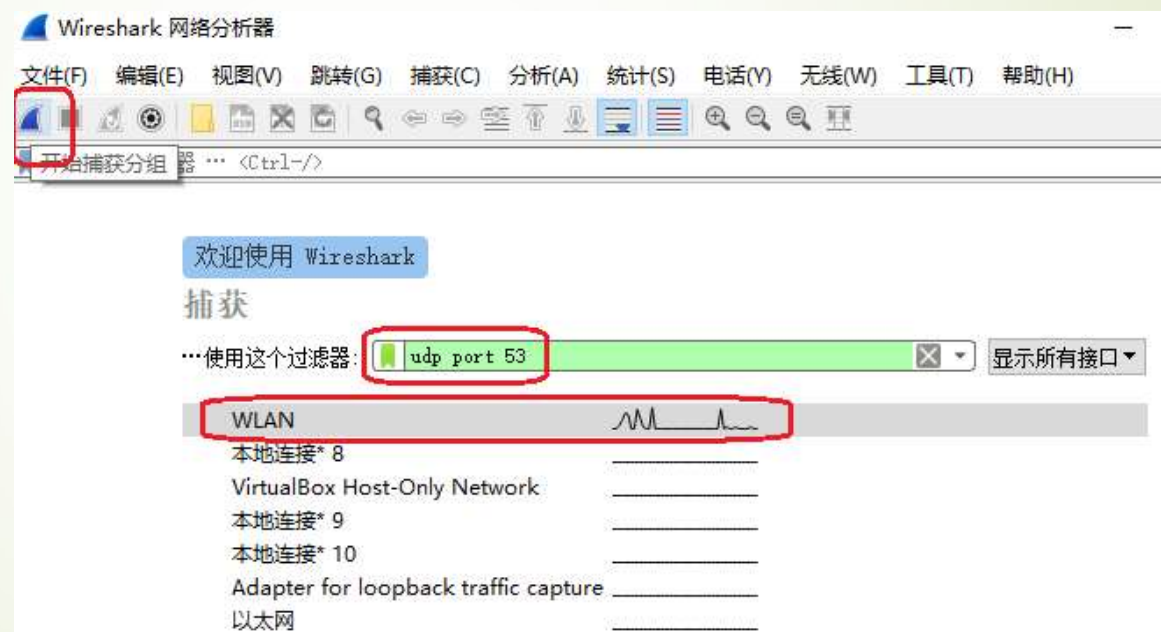 Wireshark 网络分析器
文件(F) 编辑(E) 视图(V) 跳转(G) 捕获(C) 分析(A) 统计(S) 电话(Y) 无线(W) 工具(T) 帮助(H)
开始捕获分组 器 … <Ctrl-/>
欢迎使用 Wireshark
捕获
…使用这个过滤器: udp port 53 显示所有接口
WLAN
本地连接* 8
VirtualBox Host-Only Network
本地连接* 9
本地连接* 10
Adapter for loopback traffic capture
以太网